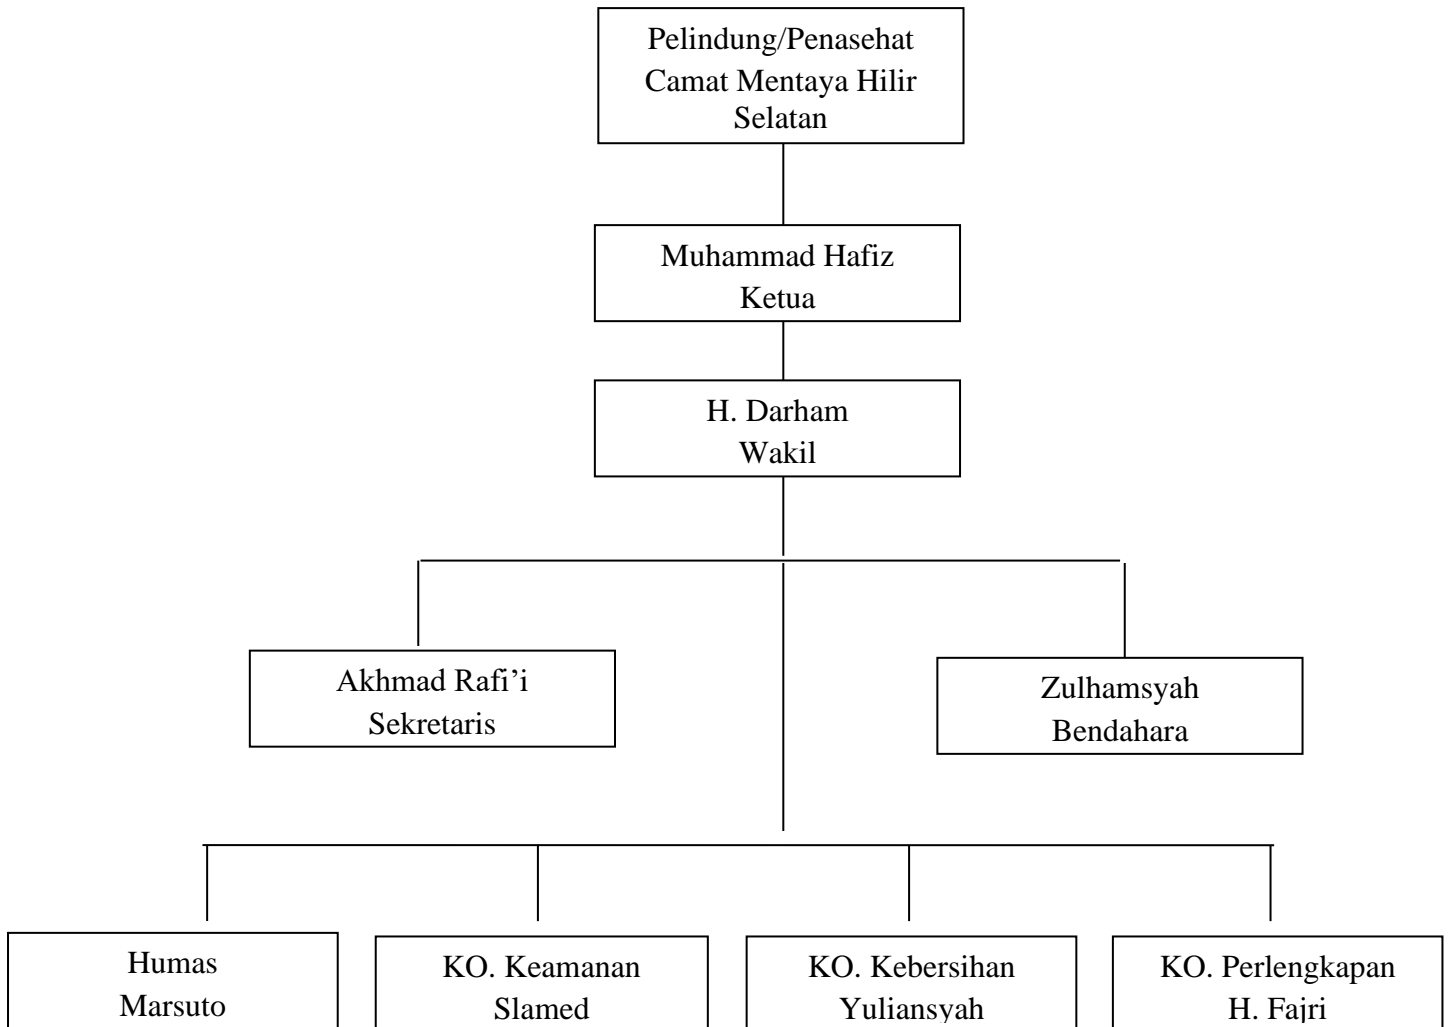 Pelindung/Penasehat
Camat Mentaya Hilir
Selatan
Muhammad Hafiz
Ketua
H. Darham
Wakil
Akhmad Rafi’i
Sekretaris
Zulhamsyah
Bendahara
Humas
Marsuto
KO. Keamanan
Slamed
KO. Kebersihan
Yuliansyah
KO. Perlengkapan
H. Fajri